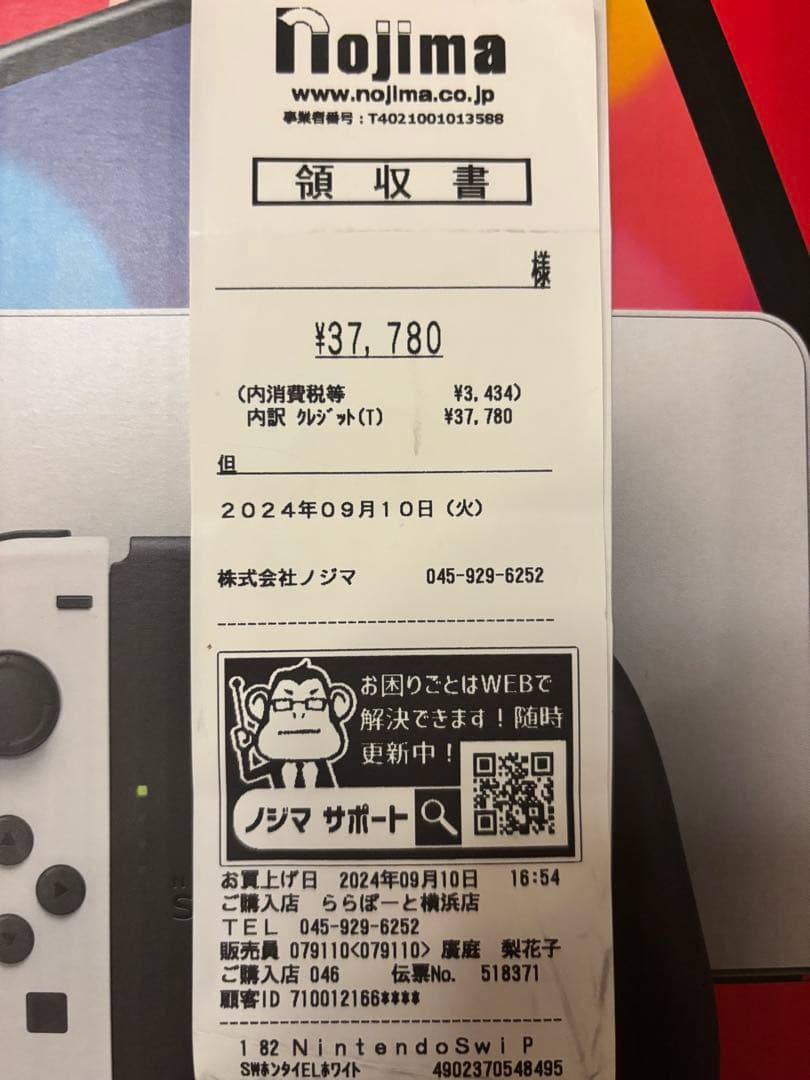 nojima
www.nojima.co.jp
事業者番号：T4021001013588
領収書
様
¥37,780
(内消費税等 ¥3,434)
内訳 ｸﾚｼﾞｯﾄ(T) ¥37,780
但
２０２４年０９月１０日（火）
株式会社ノジマ 045-929-6252
お困りごとはWEBで
解決できます！随時
更新中！
ノジマ サポート
お買上げ日 2024年09月10日 16:54
ご購入店 ららぽーと横浜店
ＴＥＬ 045-929-6252
販売員 079110<079110> 廣庭 梨花子
ご購入店 046 伝票No. 518371
顧客ID 710012166****
1 82 ＮｉｎｔｅｎｄｏＳｗｉ Ｐ
SWﾎﾝﾀｲELﾎﾜｲﾄ 4902370548495